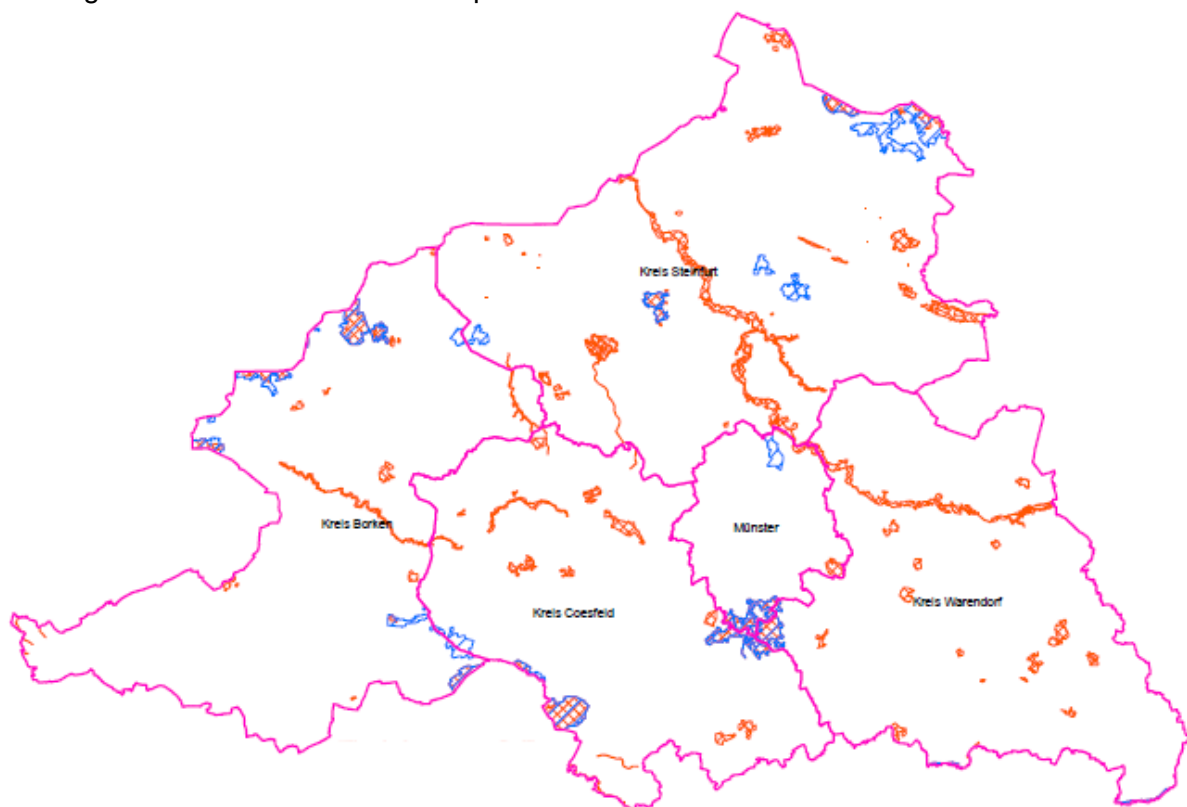 Kreis Steinfurt
Kreis Borken
Münster
Kreis Coesfeld
Kreis Warendorf